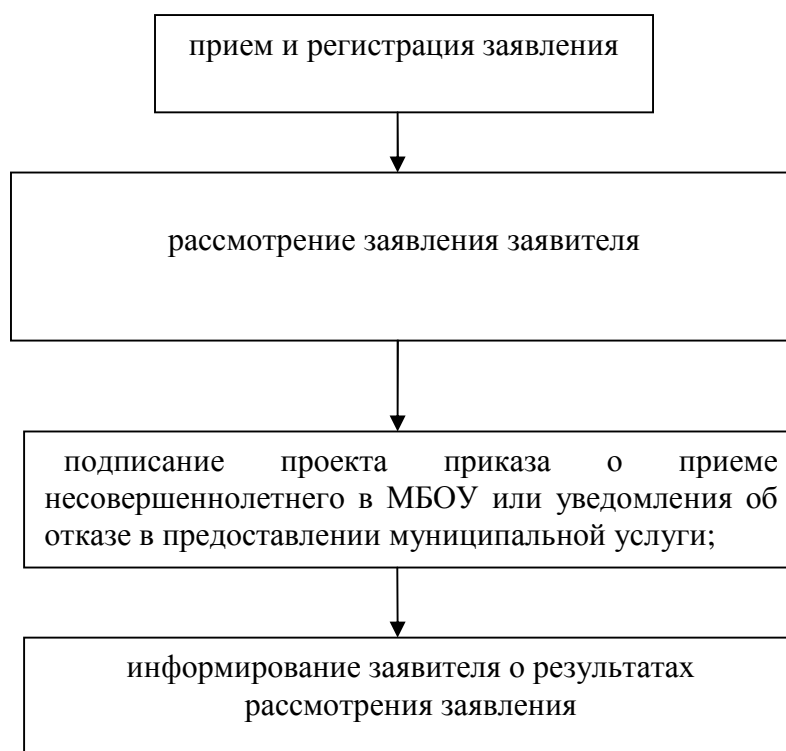 прием и регистрация заявления
рассмотрение заявления заявителя
подписание проекта приказа о приеме
несовершеннолетнего в МБОУ или уведомления об
отказе в предоставлении муниципальной услуги;
информирование заявителя о результатах
рассмотрения заявления